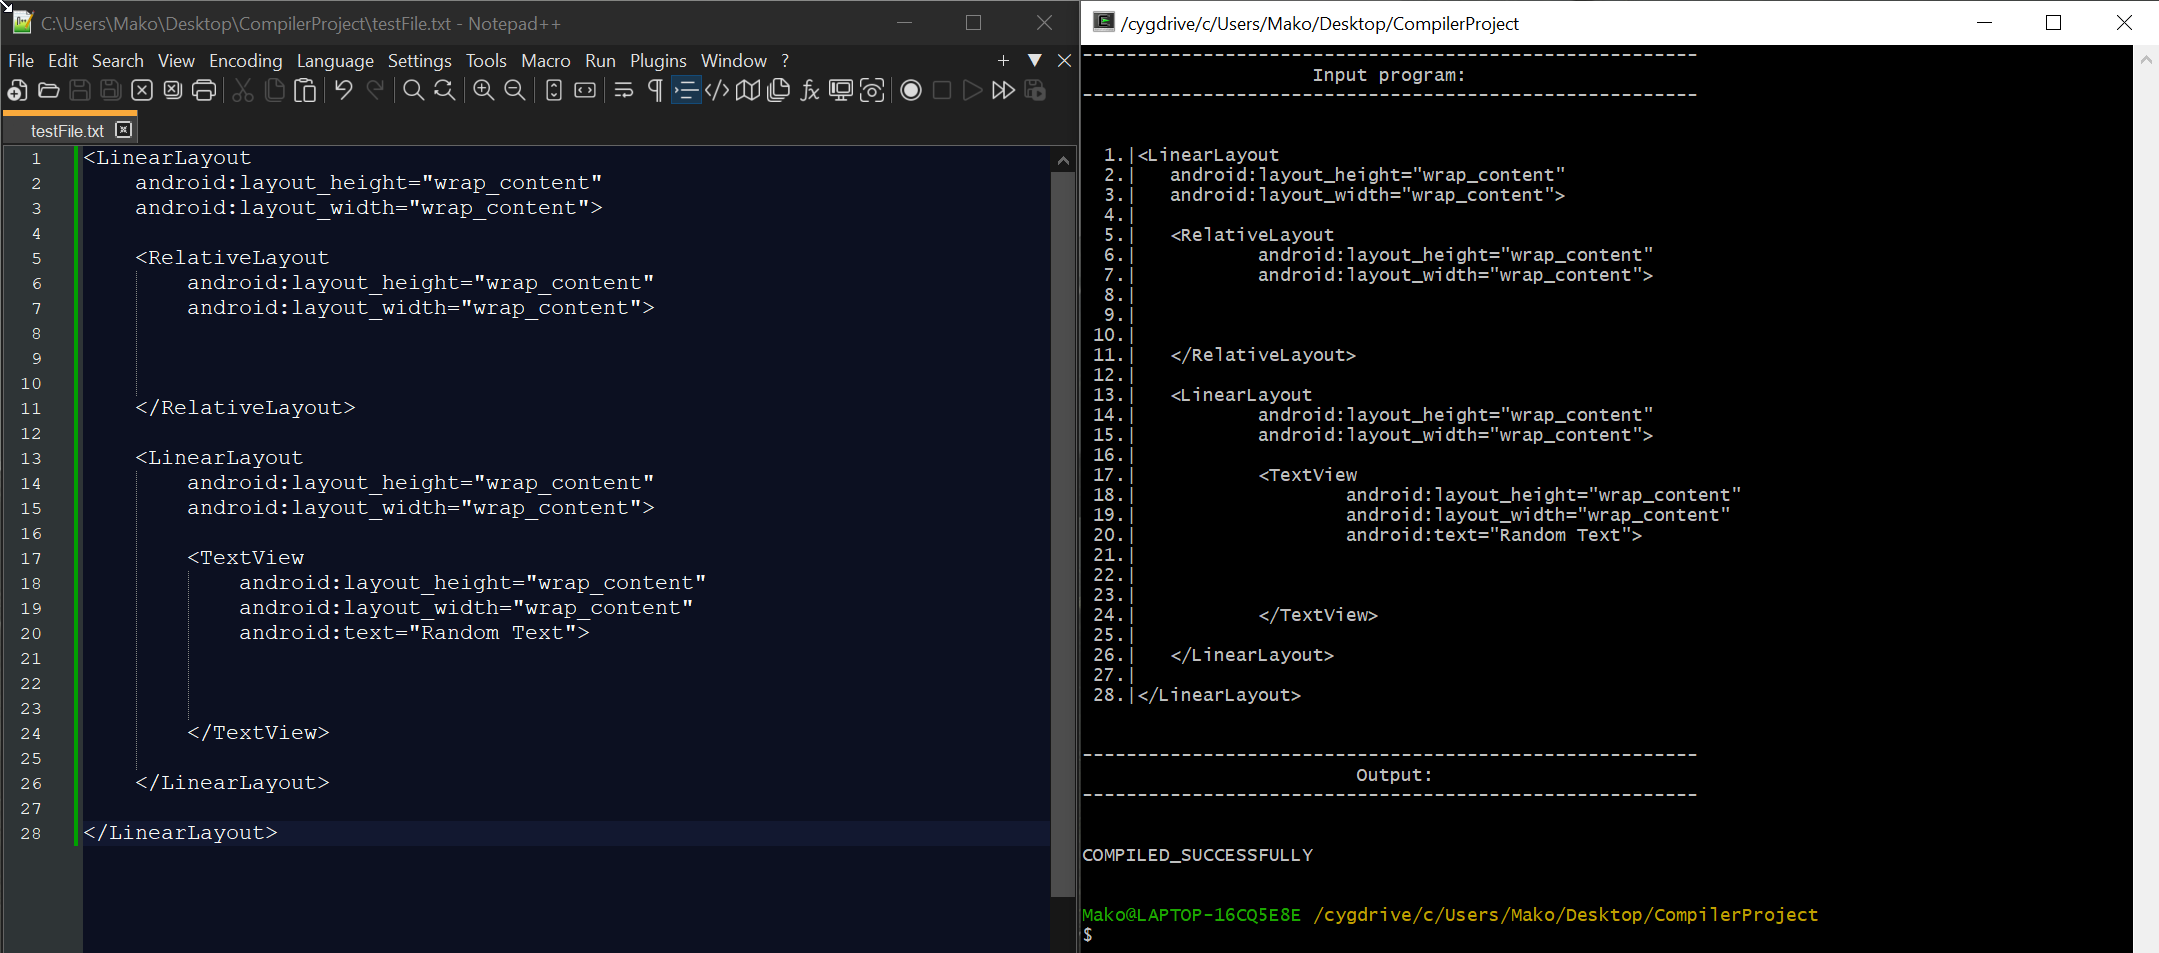 C:\Users\Mako\Desktop\CompilerProject\testFile.txt - Notepad++
File Edit Search View Encoding Language Settings Tools Macro Run Plugins Window ?
testFile.txt
1 <LinearLayout
2     android:layout_height="wrap_content"
3     android:layout_width="wrap_content">
4
5     <RelativeLayout
6         android:layout_height="wrap_content"
7         android:layout_width="wrap_content">
8
9
10
11     </RelativeLayout>
12
13     <LinearLayout
14         android:layout_height="wrap_content"
15         android:layout_width="wrap_content">
16
17         <TextView
18             android:layout_height="wrap_content"
19             android:layout_width="wrap_content"
20             android:text="Random Text">
21
22
23
24         </TextView>
25
26     </LinearLayout>
27
28 </LinearLayout>
/cygdrive/c/Users/Mako/Desktop/CompilerProject
--------------------------------------------------------
Input program:
--------------------------------------------------------
1.|<LinearLayout
2.|   android:layout_height="wrap_content"
3.|   android:layout_width="wrap_content">
4.|
5.|   <RelativeLayout
6.|           android:layout_height="wrap_content"
7.|           android:layout_width="wrap_content">
8.|
9.|
10.|
11.|   </RelativeLayout>
12.|
13.|   <LinearLayout
14.|           android:layout_height="wrap_content"
15.|           android:layout_width="wrap_content">
16.|
17.|           <TextView
18.|                   android:layout_height="wrap_content"
19.|                   android:layout_width="wrap_content"
20.|                   android:text="Random Text">
21.|
22.|
23.|
24.|           </TextView>
25.|
26.|   </LinearLayout>
27.|
28.|</LinearLayout>
--------------------------------------------------------
Output:
--------------------------------------------------------
COMPILED_SUCCESSFULLY
Mako@LAPTOP-16CQ5E8E /cygdrive/c/Users/Mako/Desktop/CompilerProject
$